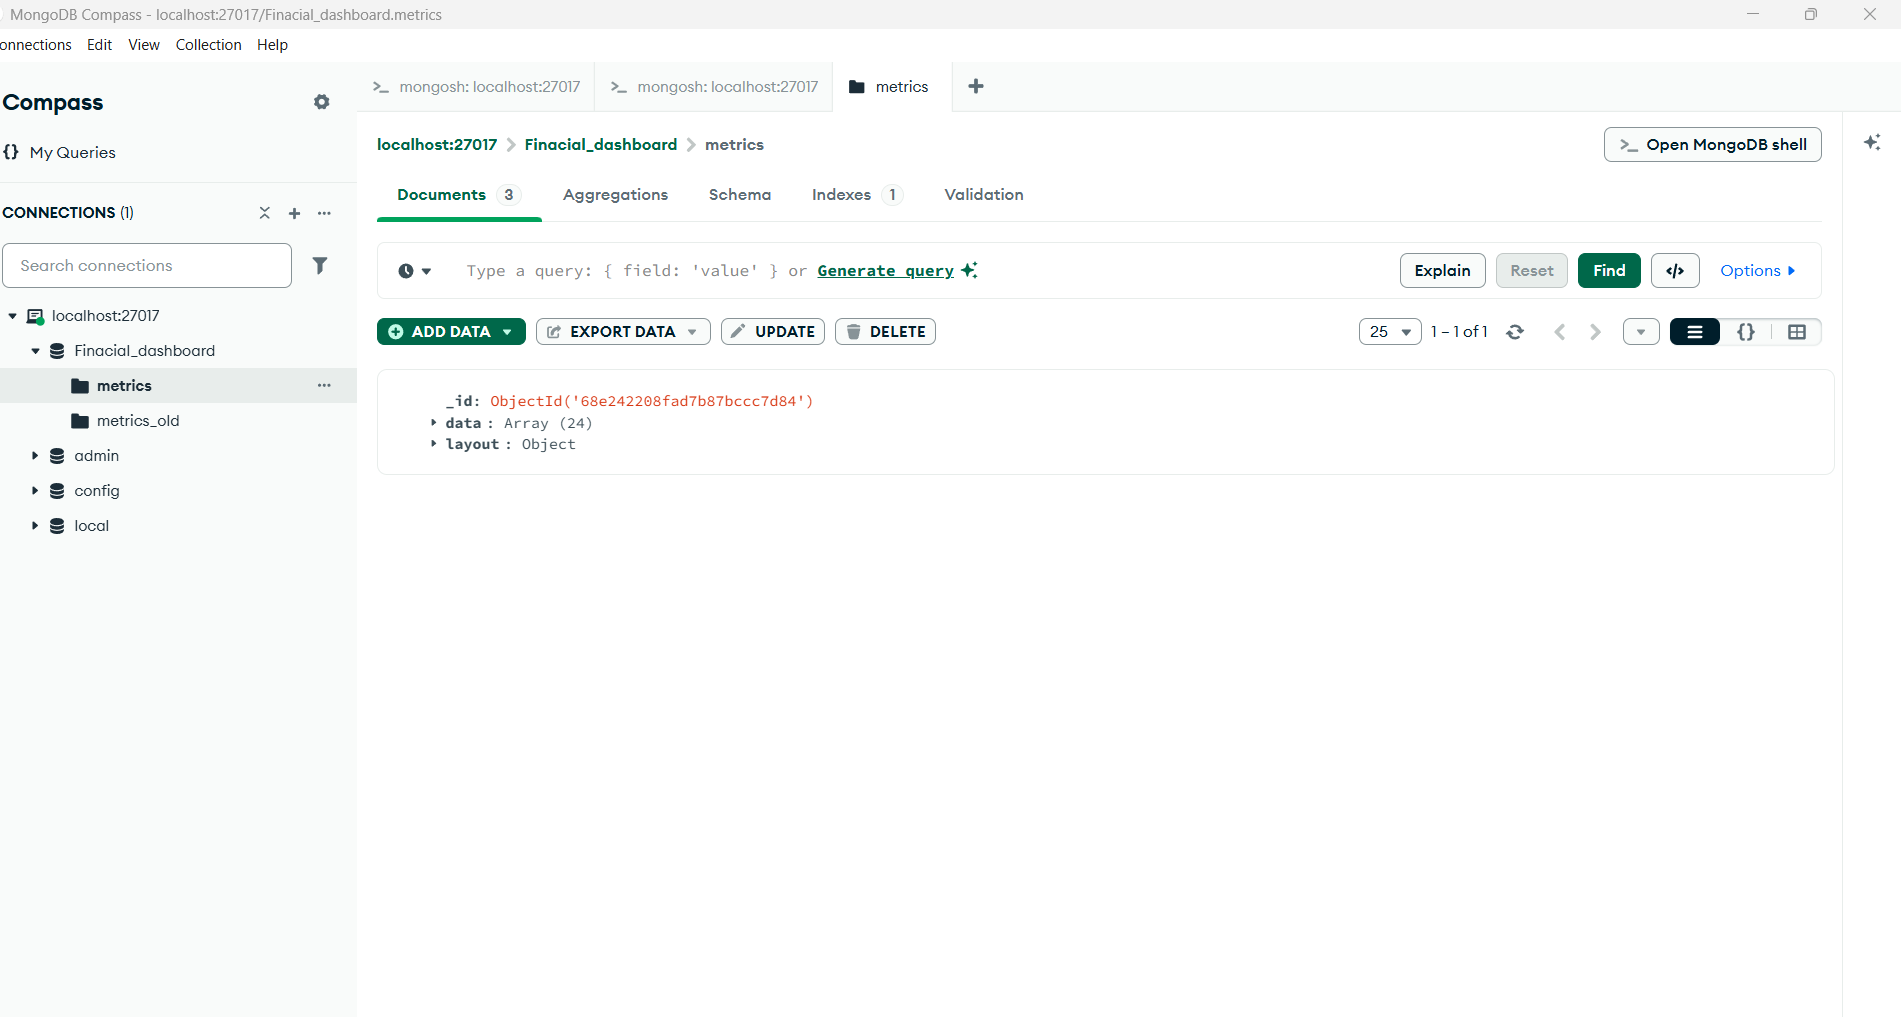 MongoDB Compass - localhost:27017/Finacial_dashboard.metrics
onnections Edit View Collection Help
Compass
My Queries
CONNECTIONS (1)
Search connections
localhost:27017
Finacial_dashboard
metrics
metrics_old
admin
config
local
>_ mongosh: localhost:27017 >_ mongosh: localhost:27017 metrics
localhost:27017 > Finacial_dashboard > metrics
>_ Open MongoDB shell
Documents 3 Aggregations Schema Indexes 1 Validation
Type a query: { field: 'value' } or Generate query
Explain Reset Find </> Options
ADD DATA EXPORT DATA UPDATE DELETE
25 1 – 1 of 1 {}
_id: ObjectId('68e242208fad7b87bccc7d84')
data : Array (24)
layout : Object